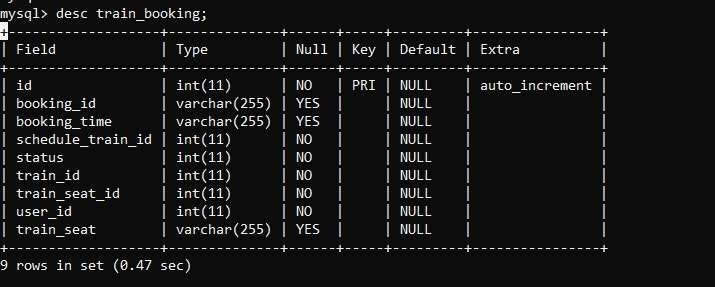 mysql> desc train_booking;
+-------------------+--------------+------+-----+---------+----------------+
| Field             | Type         | Null | Key | Default | Extra          |
+-------------------+--------------+------+-----+---------+----------------+
| id                | int(11)      | NO   | PRI | NULL    | auto_increment |
| booking_id        | varchar(255) | YES  |     | NULL    |                |
| booking_time      | varchar(255) | YES  |     | NULL    |                |
| schedule_train_id | int(11)      | NO   |     | NULL    |                |
| status            | int(11)      | NO   |     | NULL    |                |
| train_id          | int(11)      | NO   |     | NULL    |                |
| train_seat_id     | int(11)      | NO   |     | NULL    |                |
| user_id           | int(11)      | NO   |     | NULL    |                |
| train_seat        | varchar(255) | YES  |     | NULL    |                |
+-------------------+--------------+------+-----+---------+----------------+
9 rows in set (0.47 sec)